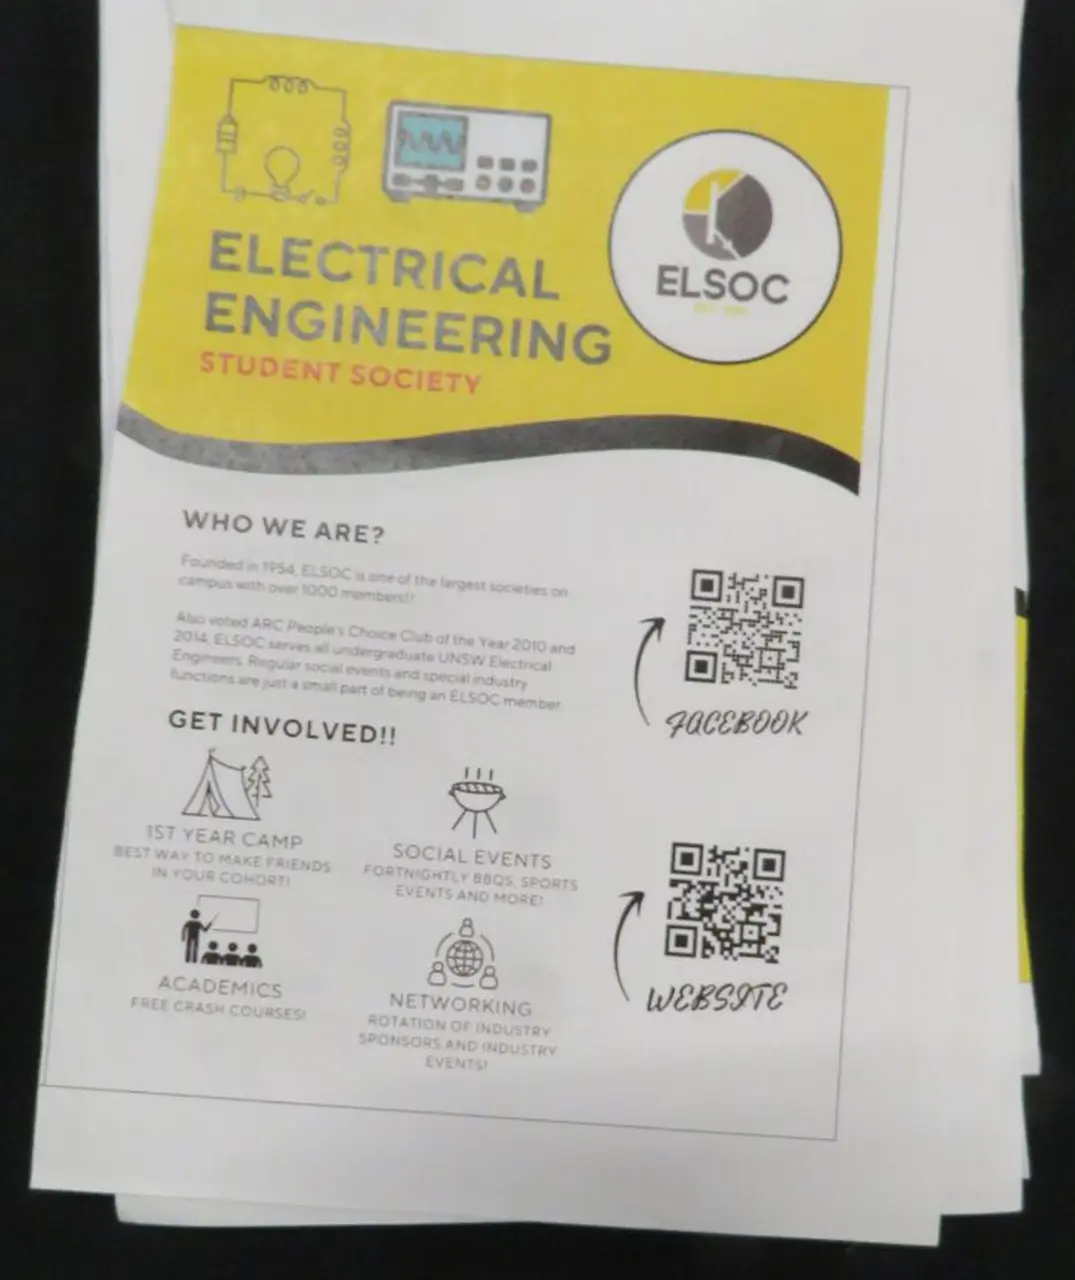 ELECTRICAL
ENGINEERING
STUDENT SOCIETY
ELSOC
WHO WE ARE?
Founded in 1954, ELSOC is one of the largest societies on
campus with over 1000 members!!
Also voted ARC People's Choice Club of the Year 2010 and
2014, ELSOC serves all undergraduate UNSW Electrical
Engineers. Regular social events and special industry
functions are just a small part of being an ELSOC member.
FACEBOOK
GET INVOLVED!!
1ST YEAR CAMP
BEST WAY TO MAKE FRIENDS
IN YOUR COHORT!
SOCIAL EVENTS
FORTNIGHTLY BBQS, SPORTS
EVENTS AND MORE!
ACADEMICS
FREE CRASH COURSES!
NETWORKING
ROTATION OF INDUSTRY
SPONSORS AND INDUSTRY
EVENTS!
WEBSITE